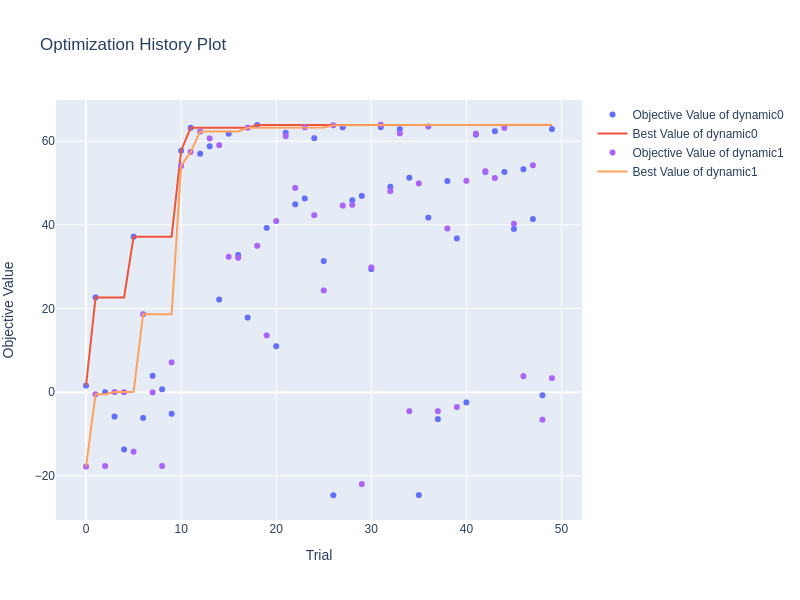 Optimization History Plot
Objective Value of dynamic0
Best Value of dynamic0
Objective Value of dynamic1
Best Value of dynamic1
60
40
20
0
−20
Objective Value
0
10
20
30
40
50
Trial